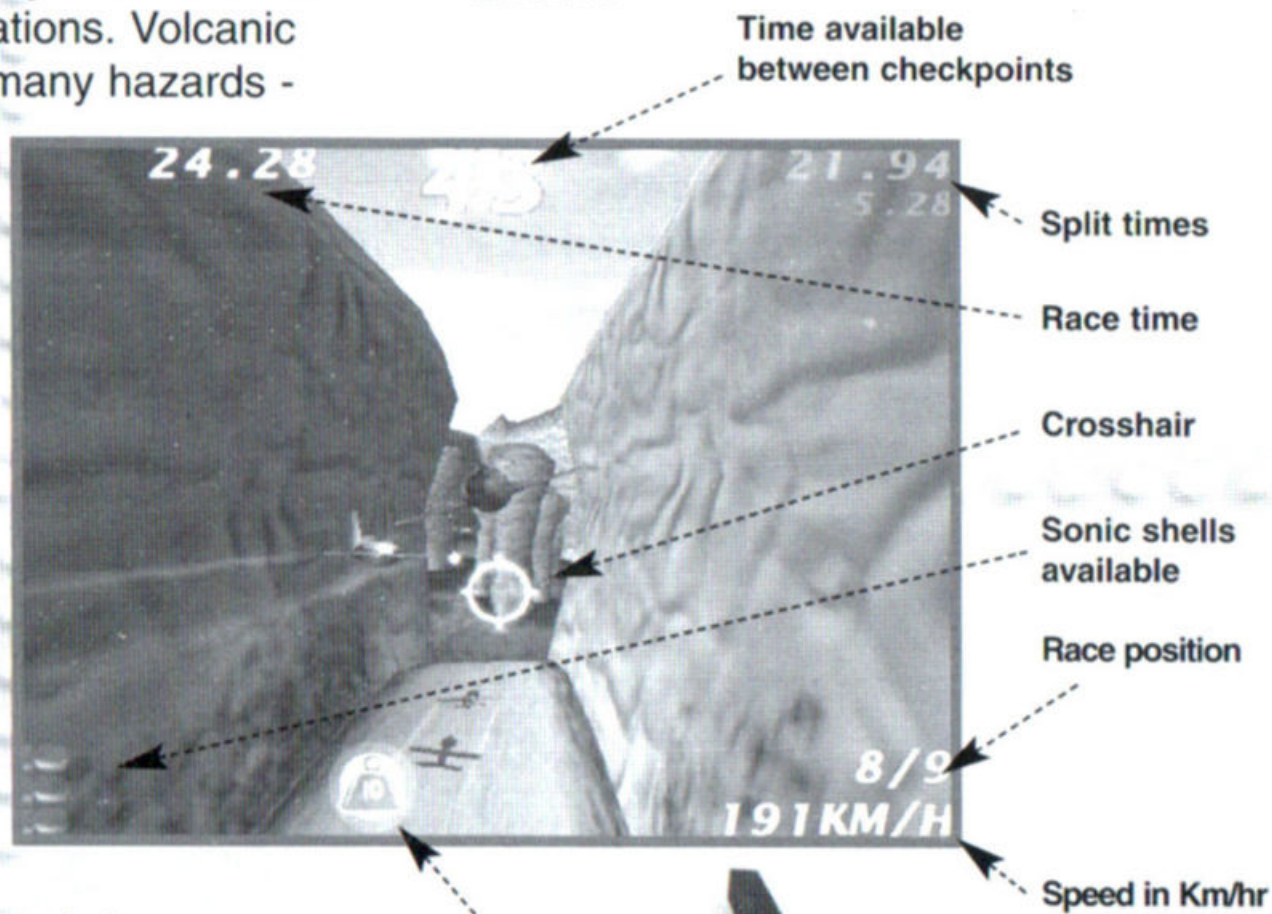 ations. Volcanic
many hazards -
Time available
between checkpoints
24.28
21.94
5.28
Split times
Race time
Crosshair
Sonic shells
available
Race position
10
8/9
191KM/H
Speed in Km/hr